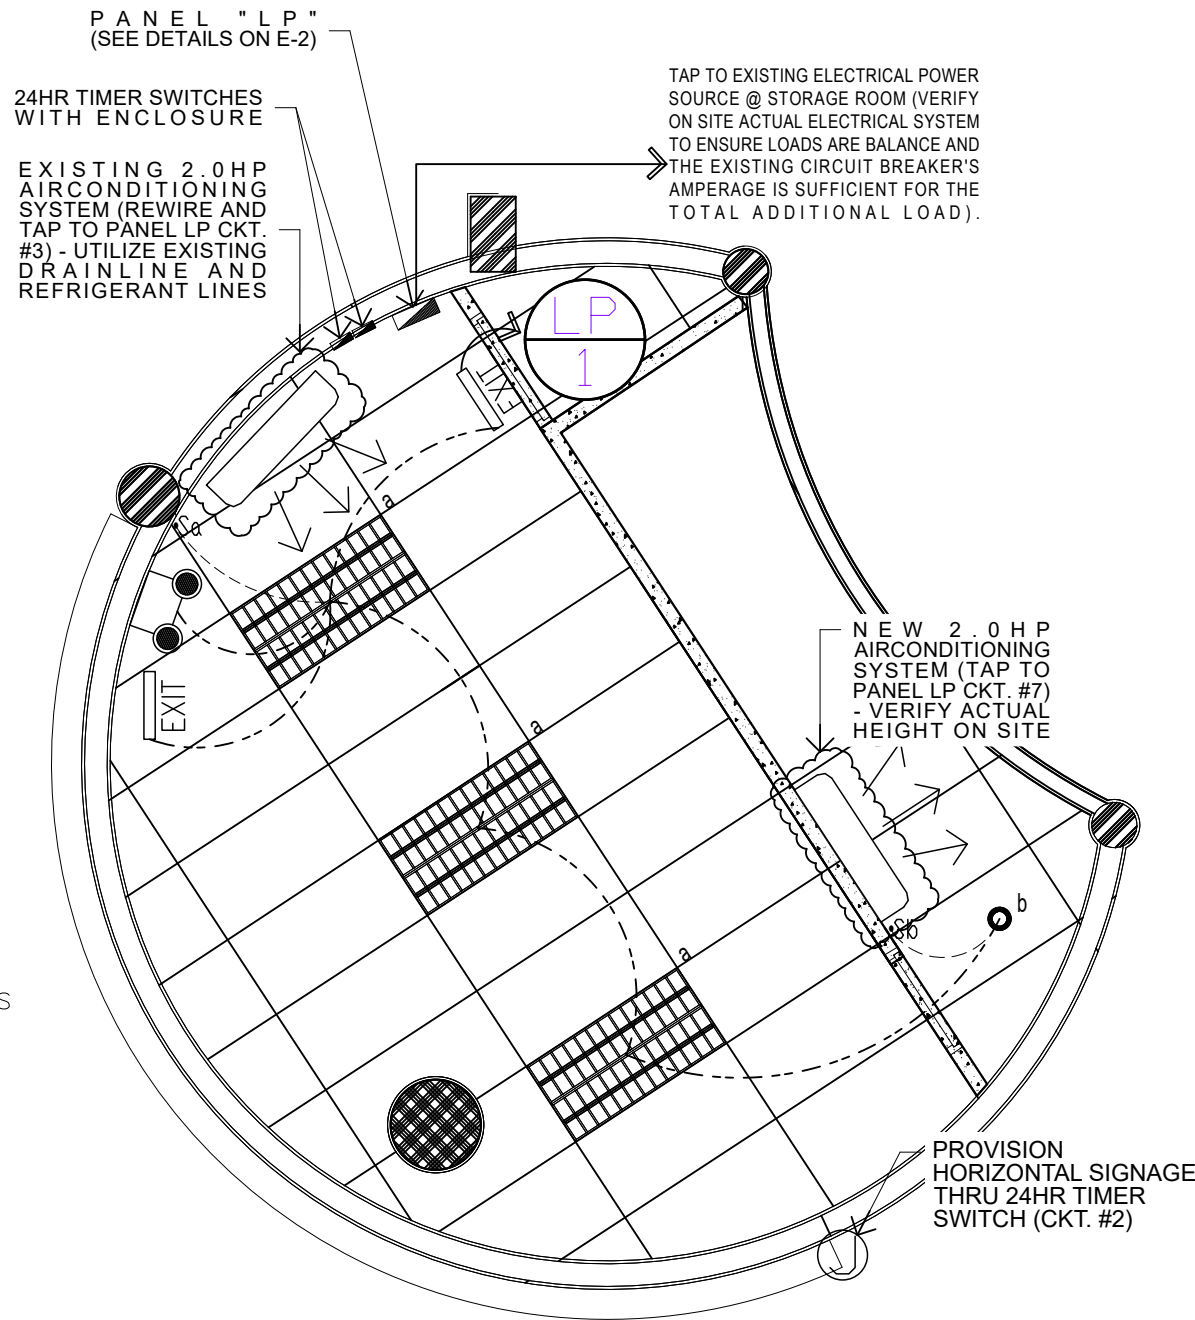 PANEL "LP"
(SEE DETAILS ON E-2)
24HR TIMER SWITCHES
WITH ENCLOSURE
EXISTING 2.0HP
AIRCONDITIONING
SYSTEM (REWIRE AND
TAP TO PANEL LP CKT.
#3) - UTILIZE EXISTING
DRAINLINE AND
REFRIGERANT LINES
TAP TO EXISTING ELECTRICAL POWER
SOURCE @ STORAGE ROOM (VERIFY
ON SITE ACTUAL ELECTRICAL SYSTEM
TO ENSURE LOADS ARE BALANCE AND
THE EXISTING CIRCUIT BREAKER'S
AMPERAGE IS SUFFICIENT FOR THE
TOTAL ADDITIONAL LOAD).
LP
1
EXIT
a
Sa
EXIT
a
NEW 2.0HP
AIRCONDITIONING
SYSTEM (TAP TO
PANEL LP CKT. #7)
- VERIFY ACTUAL
HEIGHT ON SITE
b
Sb
a
S
PROVISION
HORIZONTAL SIGNAGE
THRU 24HR TIMER
SWITCH (CKT. #2)